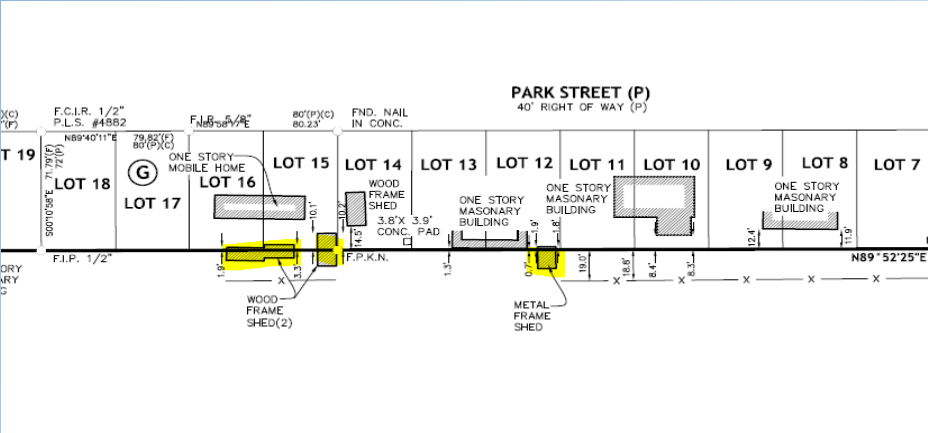 PARK STREET (P)
40' RIGHT OF WAY (P)
)(C)
'(F)
F.C.I.R. 1/2"
P.L.S. #4882
F.I.R. 5/8"
80'(P)(C)
80.23'
FND. NAIL
IN CONC.
N89°40'11"E
79.82'(F)
80'(P)(C)
T 19
S00°10'58"E
71.79'(F)
72'(P)
LOT 18
G
LOT 17
ONE STORY
MOBILE HOME
LOT 16
LOT 15
LOT 14
LOT 13
LOT 12
LOT 11
LOT 10
LOT 9
LOT 8
LOT 7
WOOD
FRAME
SHED
3.8'X 3.9'
CONC. PAD
ONE STORY
MASONARY
BUILDING
ONE STORY
MASONARY
BUILDING
ONE STORY
MASONARY
BUILDING
10.1'
10.2'
14.5'
1.9'
1.8'
12.4'
11.9'
F.I.P. 1/2"
F.P.K.N.
N89°52'25"E
ORY
ARY
G
1.9'
3.3'
1.3'
0.7'
19.0'
18.8'
8.4'
8.3'
X
X
X
X
X
WOOD
FRAME
SHED(2)
METAL
FRAME
SHED